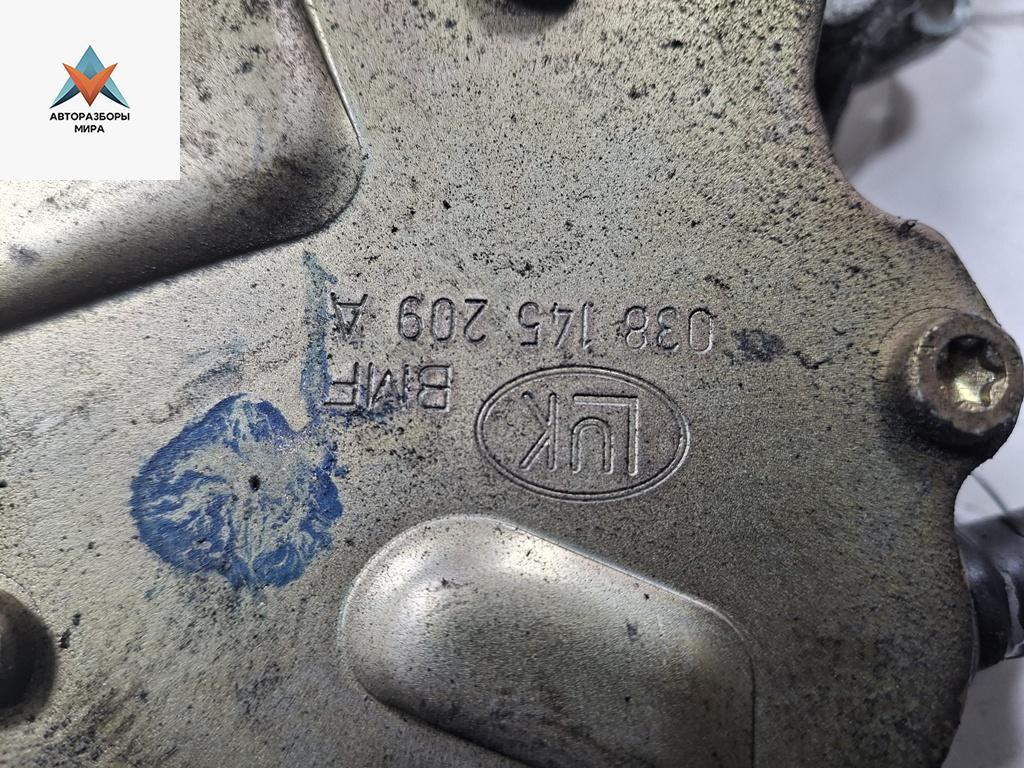 АВТОРАЗБОРЫ
МИРА
038 145 209 A
LUK BMF